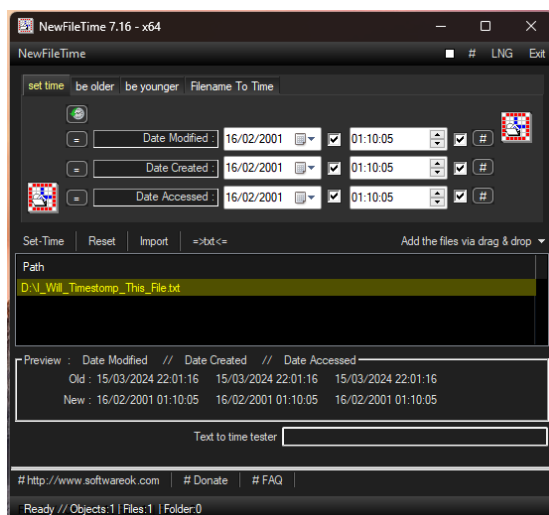 NewFileTime 7.16 - x64
NewFileTime # LNG Exit
set time be older be younger Filename To Time
= Date Modified : 16/02/2001 01:10:05 #
= Date Created : 16/02/2001 01:10:05 #
= Date Accessed : 16/02/2001 01:10:05 #
Set-Time Reset Import =>txt<= Add the files via drag & drop
Path
D:\I_Will_Timestomp_This_File.txt
Preview : Date Modified // Date Created // Date Accessed
Old : 15/03/2024 22:01:16 15/03/2024 22:01:16 15/03/2024 22:01:16
New : 16/02/2001 01:10:05 16/02/2001 01:10:05 16/02/2001 01:10:05
Text to time tester
# http://www.softwareok.com # Donate # FAQ
Ready // Objects:1 | Files:1 | Folder:0